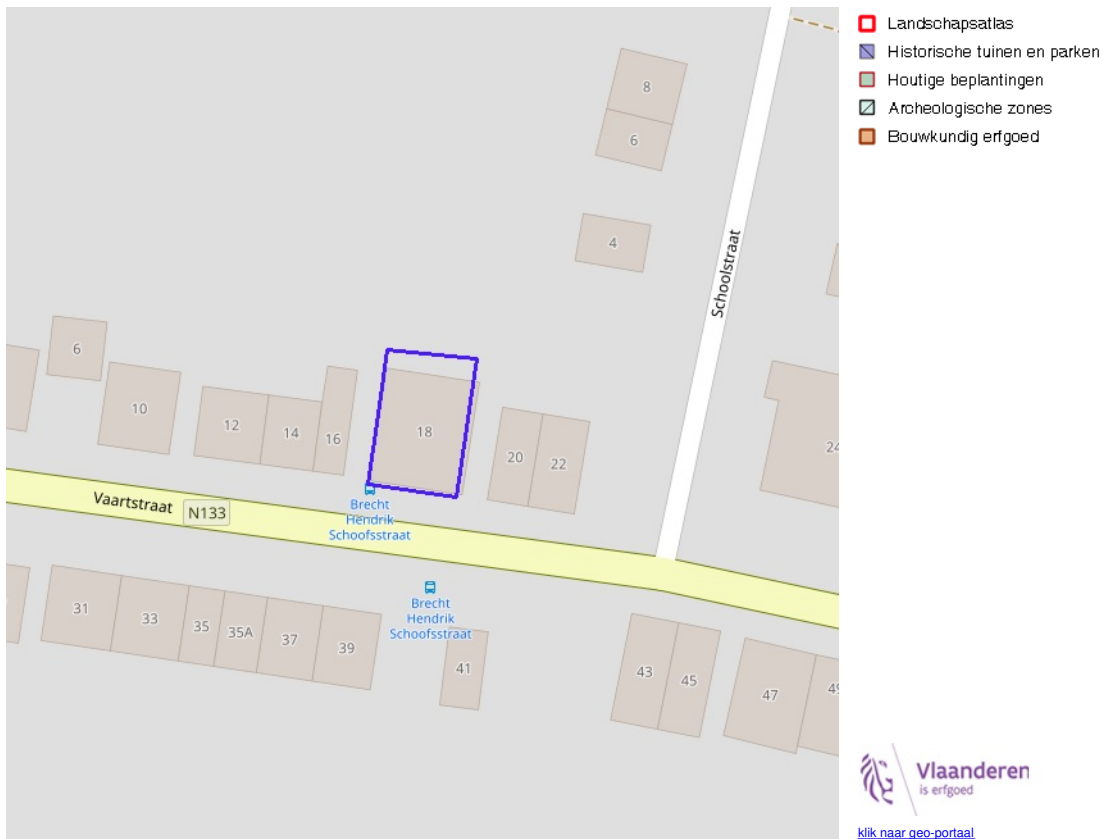 Landschapsatlas
Historische tuinen en parken
Houtige beplantingen
Archeologische zones
Bouwkundig erfgoed
8
6
4
Schoolstraat
6
10
12
14
16
18
20
22
24
Vaartstraat
N133
Brecht
Hendrik
Schoofsstraat
Brecht
Hendrik
Schoofsstraat
31
33
35
35A
37
39
41
43
45
47
49
Vlaanderen
is erfgoed
klik naar geo-portaal